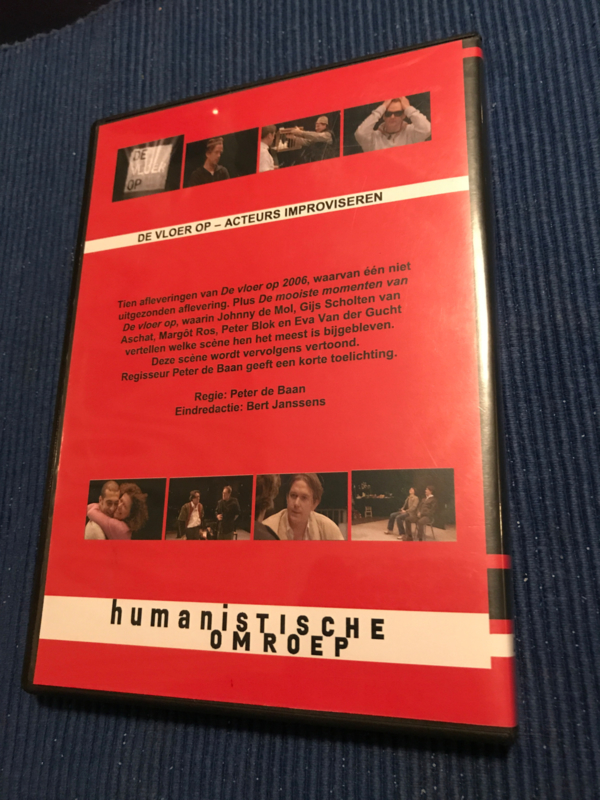 DE
VLOER
OP
DE VLOER OP – ACTEURS IMPROVISEREN
Tien afleveringen van De vloer op 2006, waarvan één niet
uitgezonden aflevering. Plus De mooiste momenten van
De vloer op, waarin Johnny de Mol, Gijs Scholten van
Aschat, Margôt Ros, Peter Blok en Eva Van der Gucht
vertellen welke scène hen het meest is bijgebleven.
Deze scène wordt vervolgens vertoond.
Regisseur Peter de Baan geeft een korte toelichting.
Regie: Peter de Baan
Eindredactie: Bert Janssens
humanisTISCHE
OMROEP